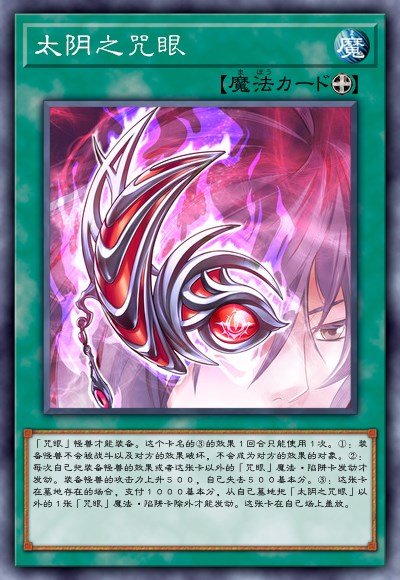 太阴之咒眼
魔
【魔法カード】
まほう
「咒眼」怪兽才能装备。这个卡名的③的效果1回合只能使用1次。①：装
备怪兽不会被战斗以及对方的效果破坏，不会成为对方的效果的对象。②：
每次自己把装备怪兽的效果或者这张卡以外的「咒眼」魔法·陷阱卡发动才
发动。装备怪兽的攻击力上升500，自己失去500基本分。③：这张卡
在墓地存在的场合，支付1000基本分，从自己墓地把「太阴之咒眼」以
外的1张「咒眼」魔法·陷阱卡除外才能发动。这张卡在自己场上盖放。